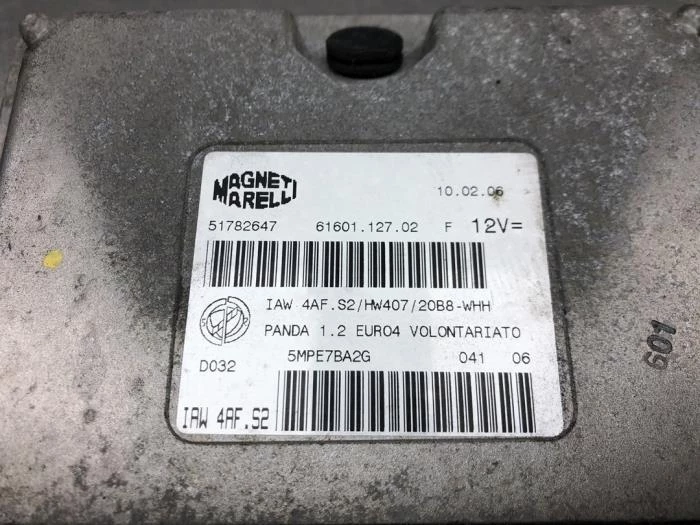 MAGNETI
MARELLI
10.02.06
51782647 61601.127.02 F 12V=
IAW 4AF.S2/HW407/20B8-WHH
PANDA 1.2 EURO4 VOLONTARIATO
D032 5MPE7BA2G 041 06
IAW 4AF.S2
601